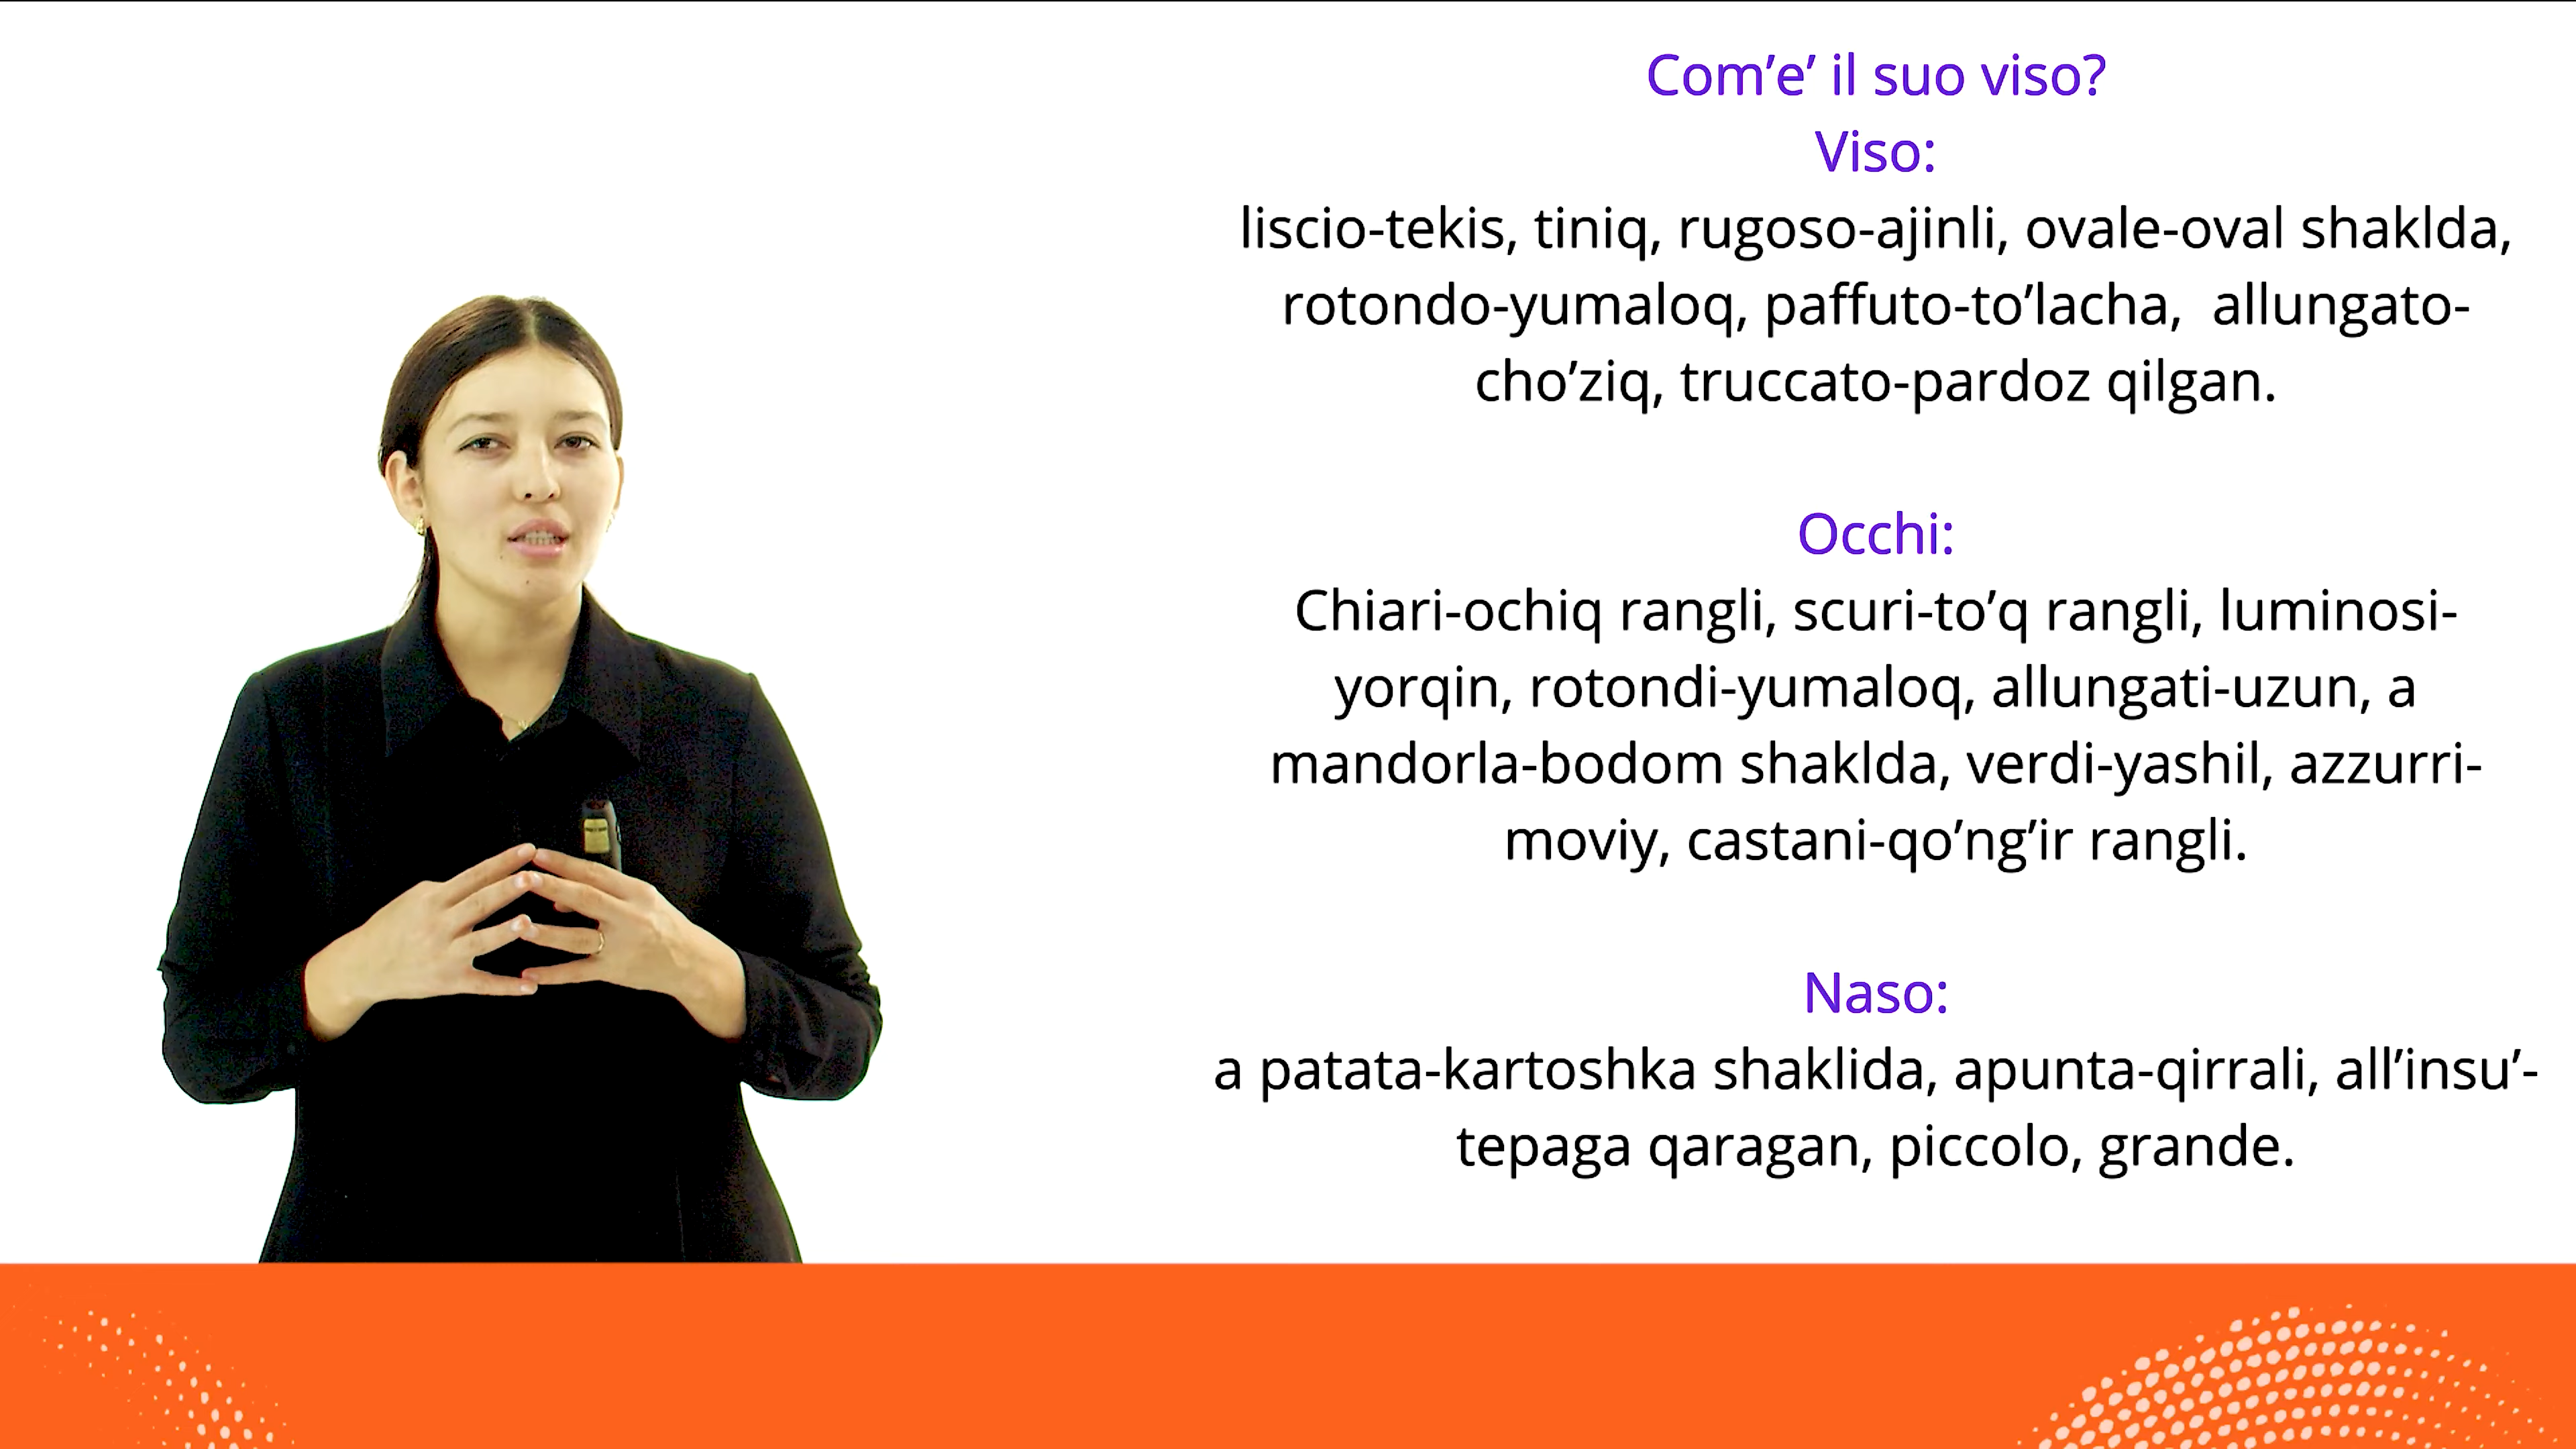 Com’e’ il suo viso?
Viso:
liscio-tekis, tiniq, rugoso-ajinli, ovale-oval shaklda,
rotondo-yumaloq, paffuto-to’lacha,  allungato-
cho’ziq, truccato-pardoz qilgan.
Occhi:
Chiari-ochiq rangli, scuri-to’q rangli, luminosi-
yorqin, rotondi-yumaloq, allungati-uzun, a
mandorla-bodom shaklda, verdi-yashil, azzurri-
moviy, castani-qo’ng’ir rangli.
Naso:
a patata-kartoshka shaklida, apunta-qirrali, all’insu’-
tepaga qaragan, piccolo, grande.